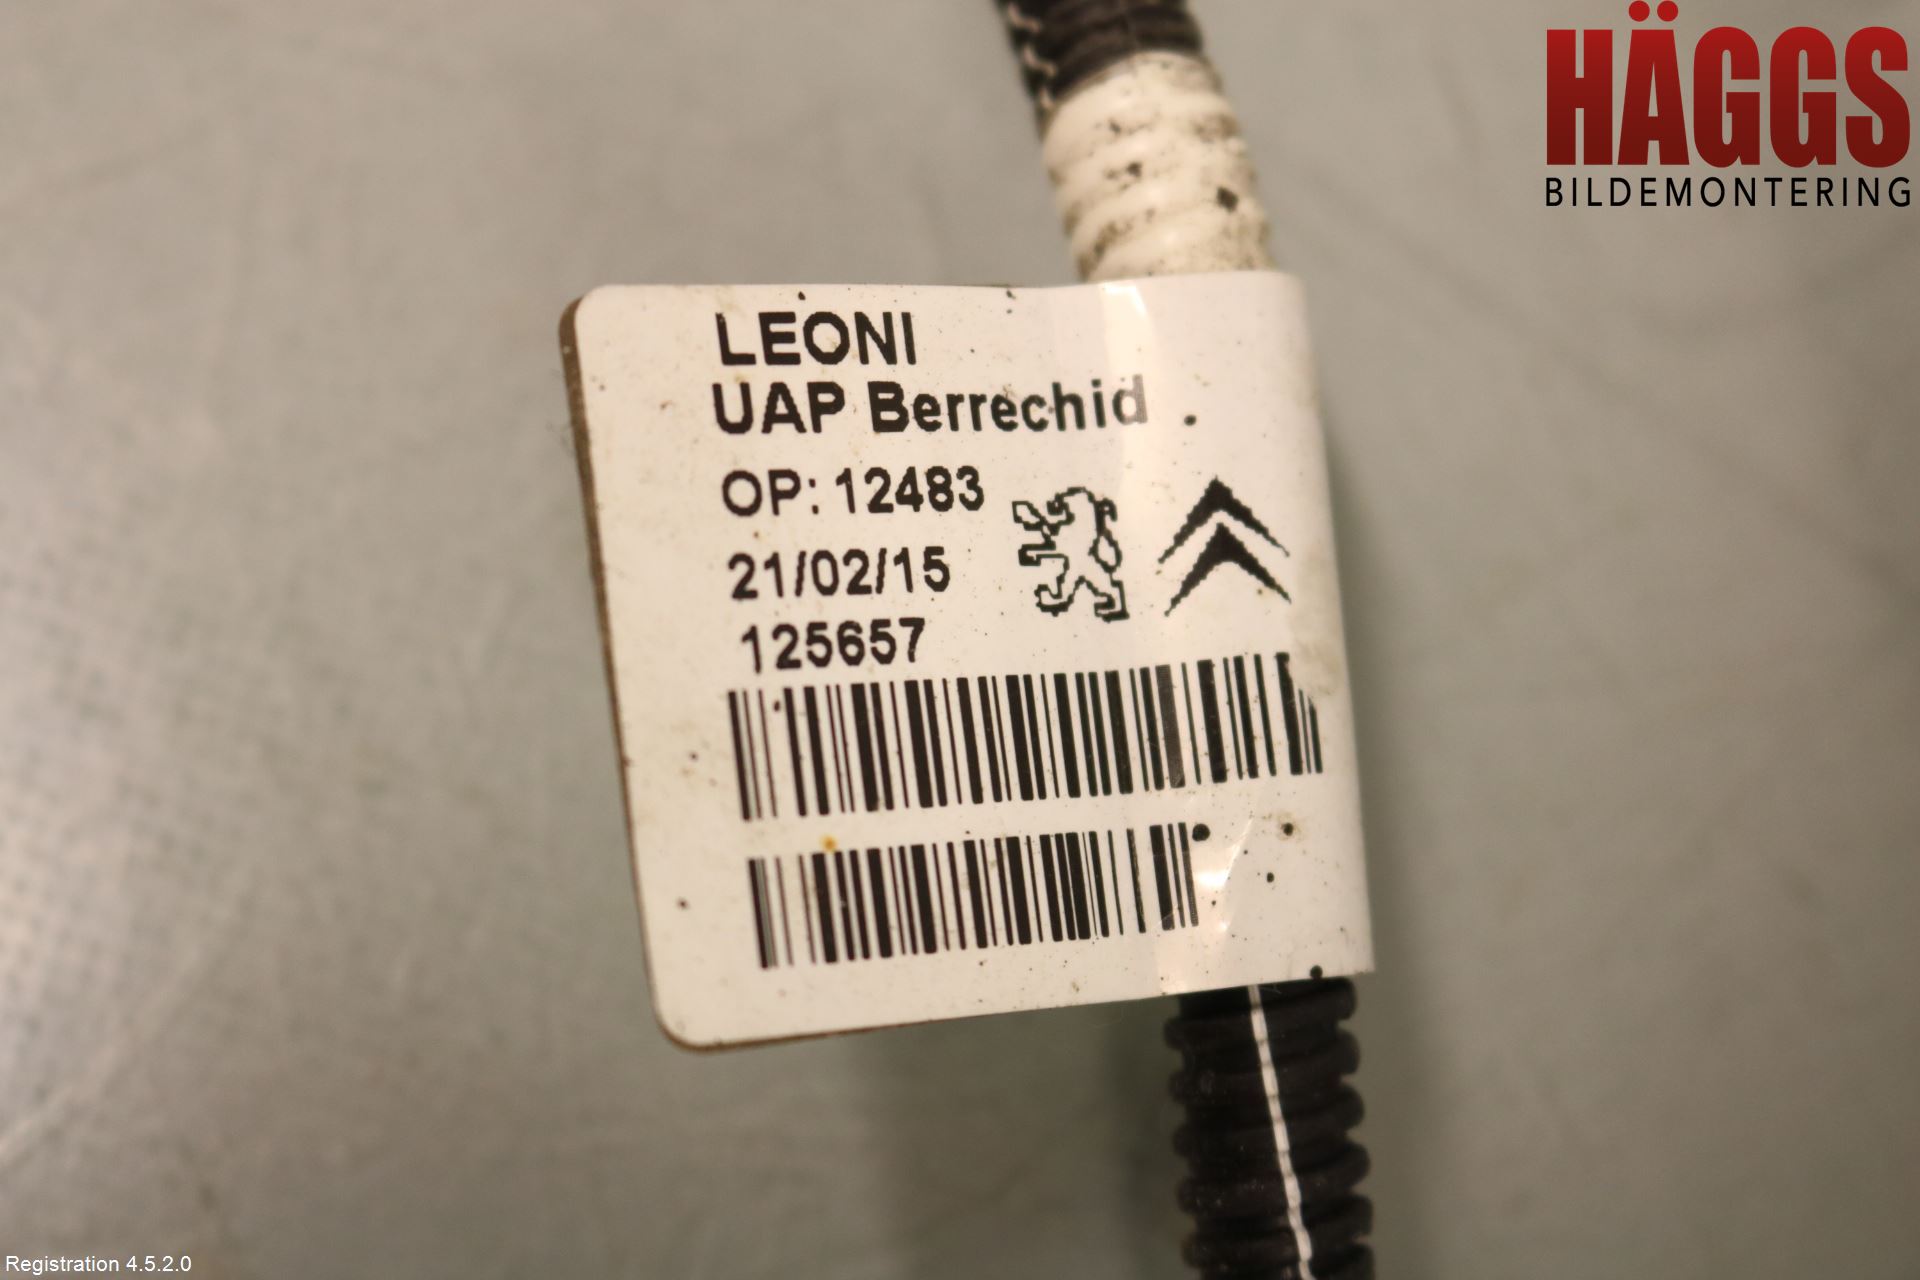 HÄGGS
BILDEMONTERING
LEONI
UAP Berrechid
OP: 12483
21/02/15
125657
Registration 4.5.2.0